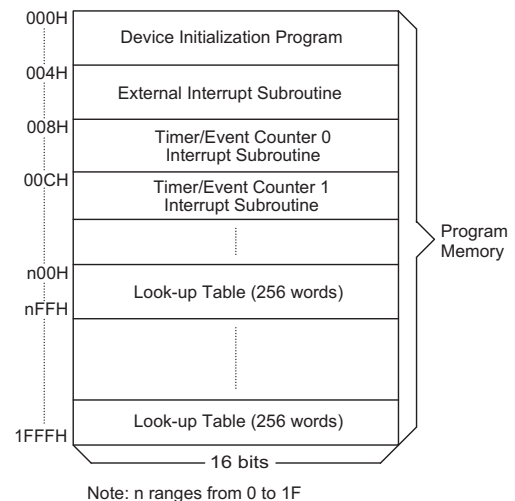 000H
Device Initialization Program
004H
External Interrupt Subroutine
008H
Timer/Event Counter 0
Interrupt Subroutine
00CH
Timer/Event Counter 1
Interrupt Subroutine
Program
Memory
n00H
Look-up Table (256 words)
nFFH
Look-up Table (256 words)
1FFFH
16 bits
Note: n ranges from 0 to 1F